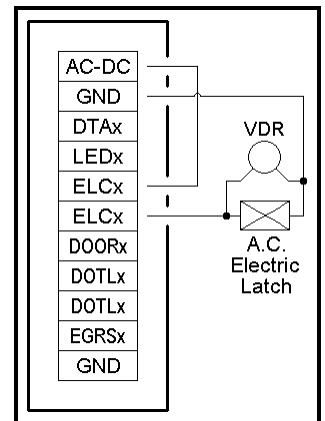 AC-DC
GND
DTAx
LEDx
ELCx
ELCx
DOORx
DOTLx
DOTLx
EGRSx
GND
VDR
A.C.
Electric
Latch